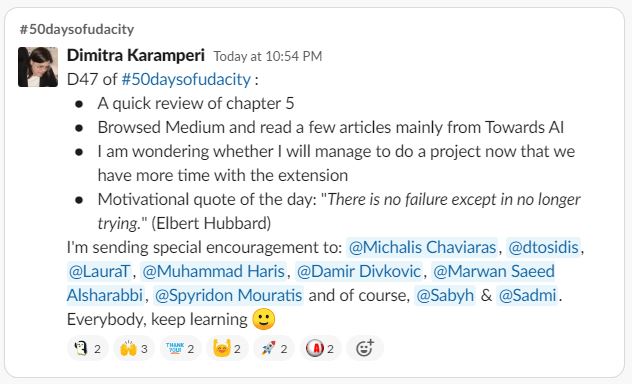 #50daysofudacity
Dimitra Karamperi Today at 10:54 PM
D47 of #50daysofudacity :
• A quick review of chapter 5
• Browsed Medium and read a few articles mainly from Towards AI
• I am wondering whether I will manage to do a project now that we
have more time with the extension
• Motivational quote of the day: "There is no failure except in no longer
trying." (Elbert Hubbard)
I'm sending special encouragement to: @Michalis Chaviaras, @dtosidis,
@LauraT, @Muhammad Haris, @Damir Divkovic, @Marwan Saeed
Alsharabbi, @Spyridon Mouratis and of course, @Sabyh & @Sadmi.
Everybody, keep learning 🙂
2 3 THANK YOU! 2 2 2 A 2